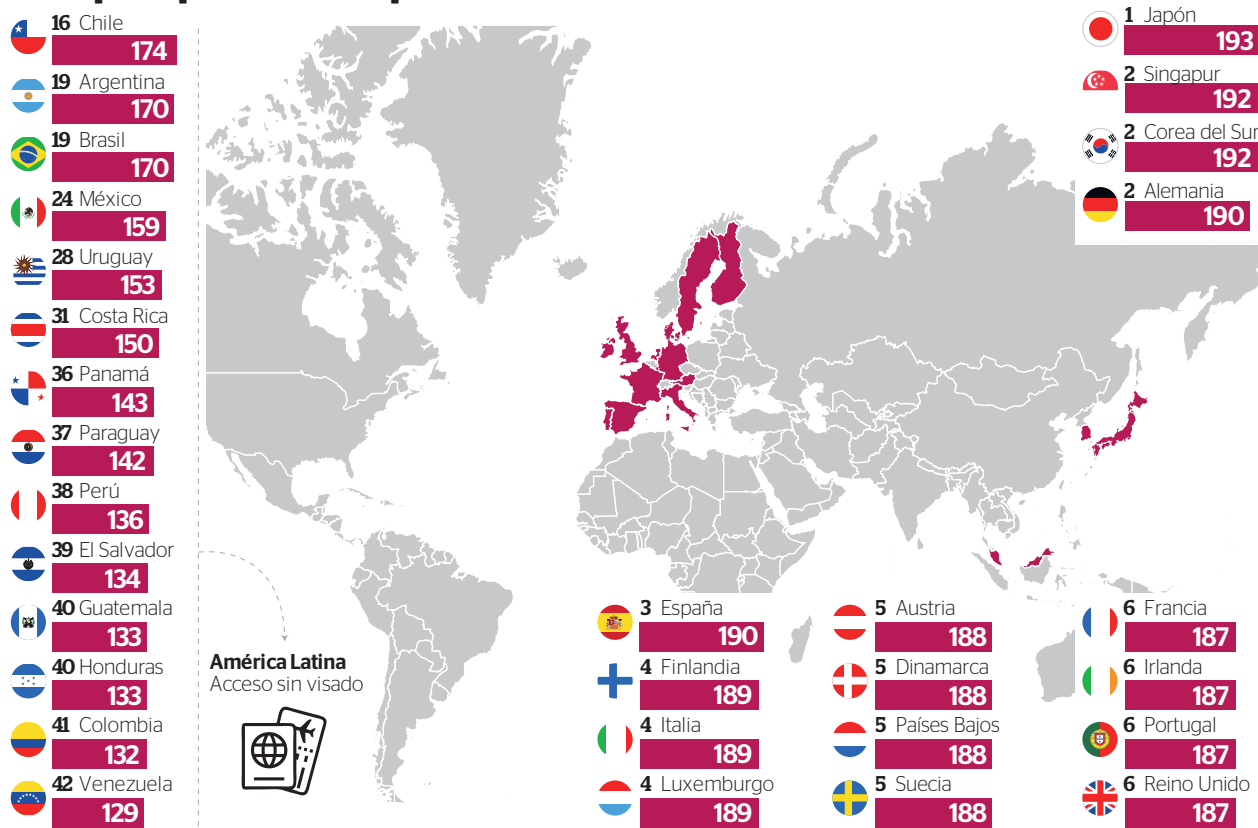 16 Chile
174
19 Argentina
170
19 Brasil
170
24 México
159
28 Uruguay
153
31 Costa Rica
150
36 Panamá
143
37 Paraguay
142
38 Perú
136
39 El Salvador
134
40 Guatemala
133
40 Honduras
133
41 Colombia
132
42 Venezuela
129
América Latina
Acceso sin visado
1 Japón
193
2 Singapur
192
2 Corea del Sur
192
2 Alemania
190
3 España
190
4 Finlandia
189
4 Italia
189
4 Luxemburgo
189
5 Austria
188
5 Dinamarca
188
5 Países Bajos
188
5 Suecia
188
6 Francia
187
6 Irlanda
187
6 Portugal
187
6 Reino Unido
187